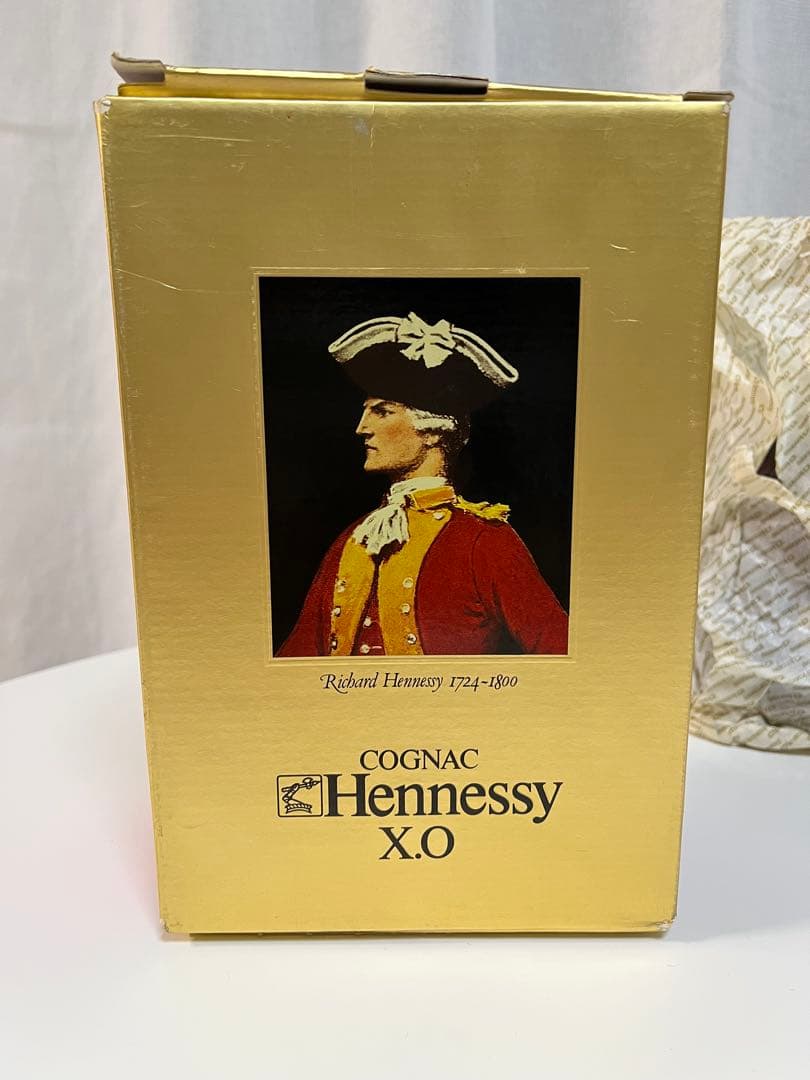 Richard Hennessy 1724~1800
COGNAC
Hennessy
X.O